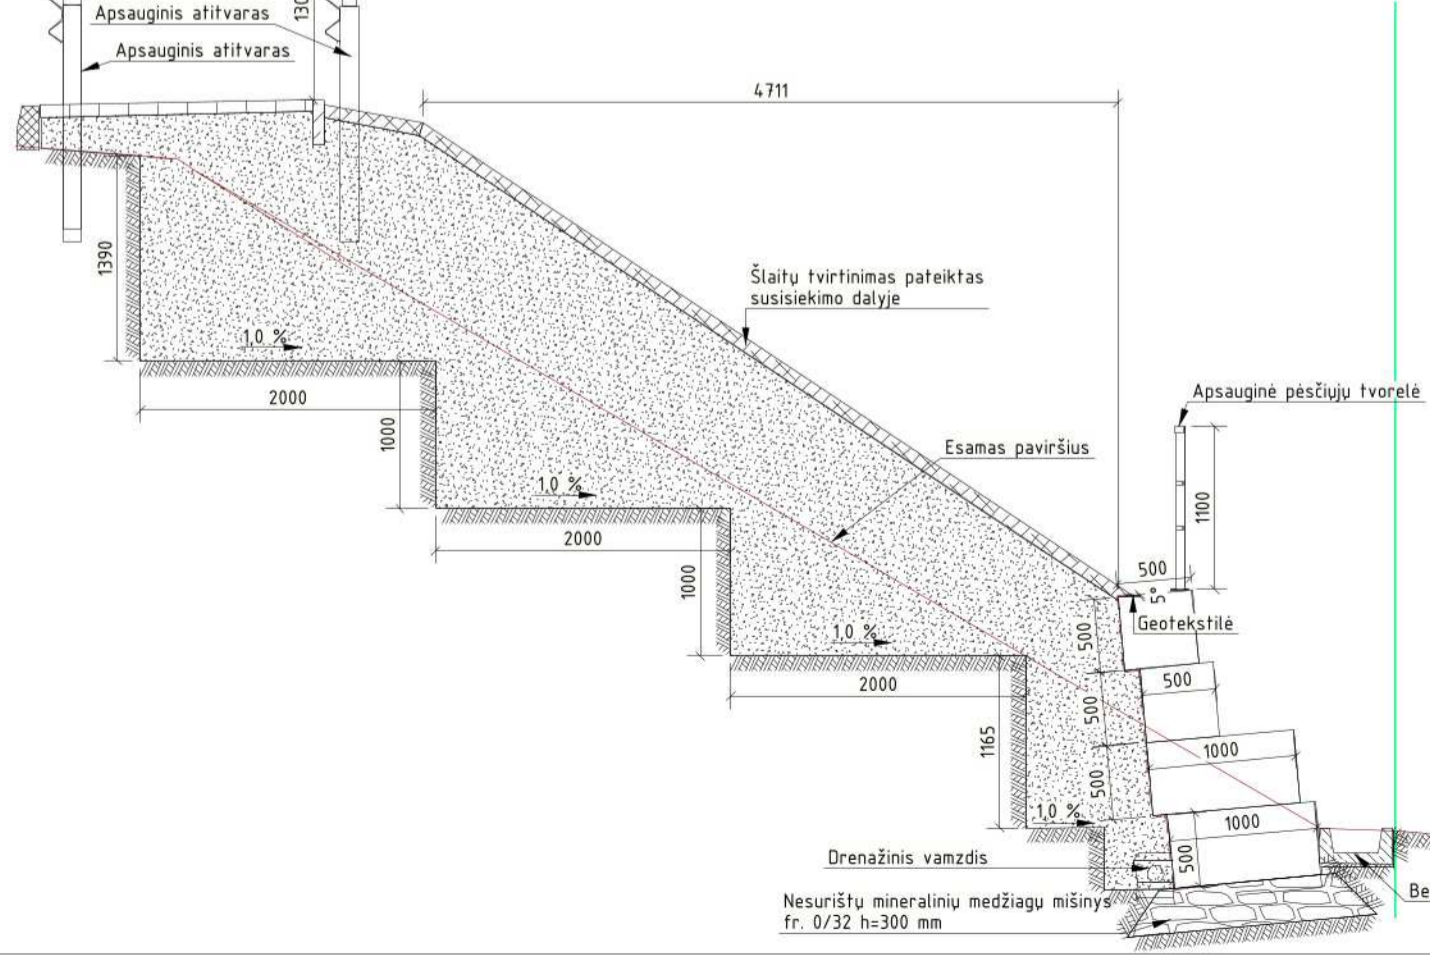 Apsauginis atitvaras
130
Apsauginis atitvaras
4711
1390
Šlaitų tvirtinimas pateiktas
susisiekimo dalyje
1,0 %
2000
1000
Apsauginė pėsčiųjų tvorelė
Esamas paviršius
1,0 %
1100
2000
1000
500
5°
Geotekstilė
1,0 %
500
2000
500
500
1165
1000
500
1,0 %
1000
Drenažinis vamzdis
500
Be
Nesurištų mineralinių medžiagų mišinys
fr. 0/32 h=300 mm